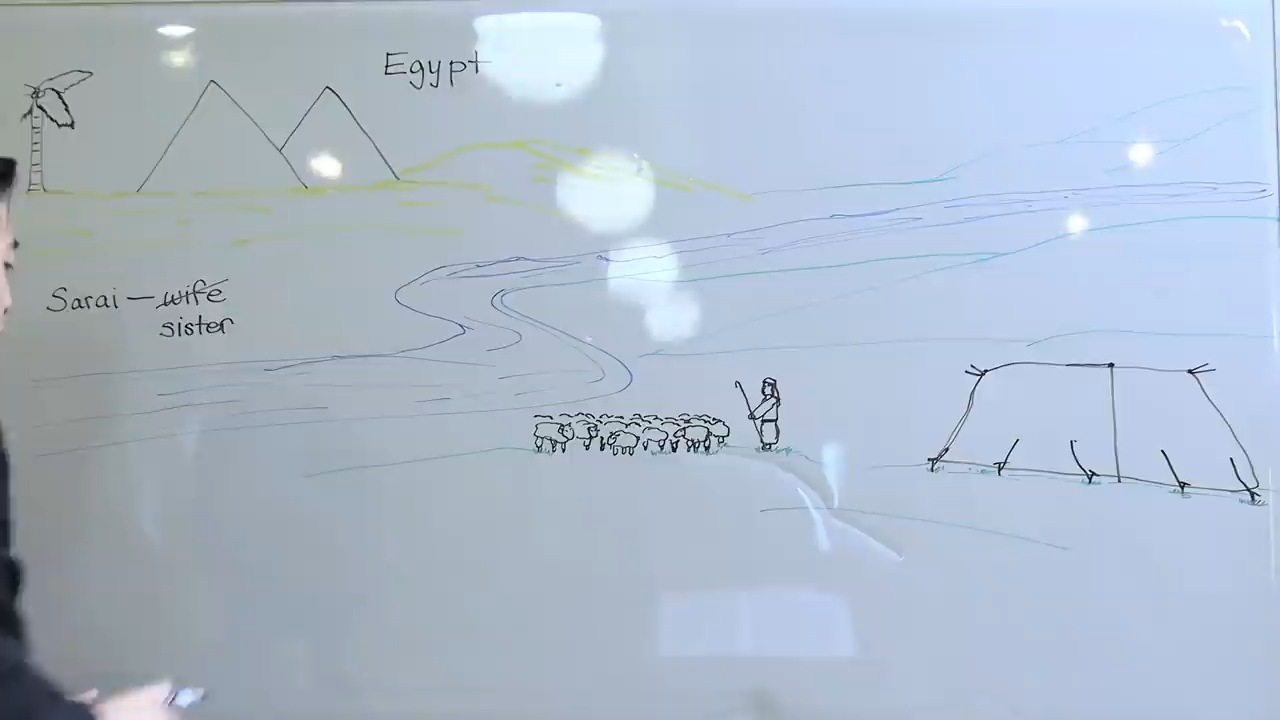 Egypt
Sarai — wife
sister